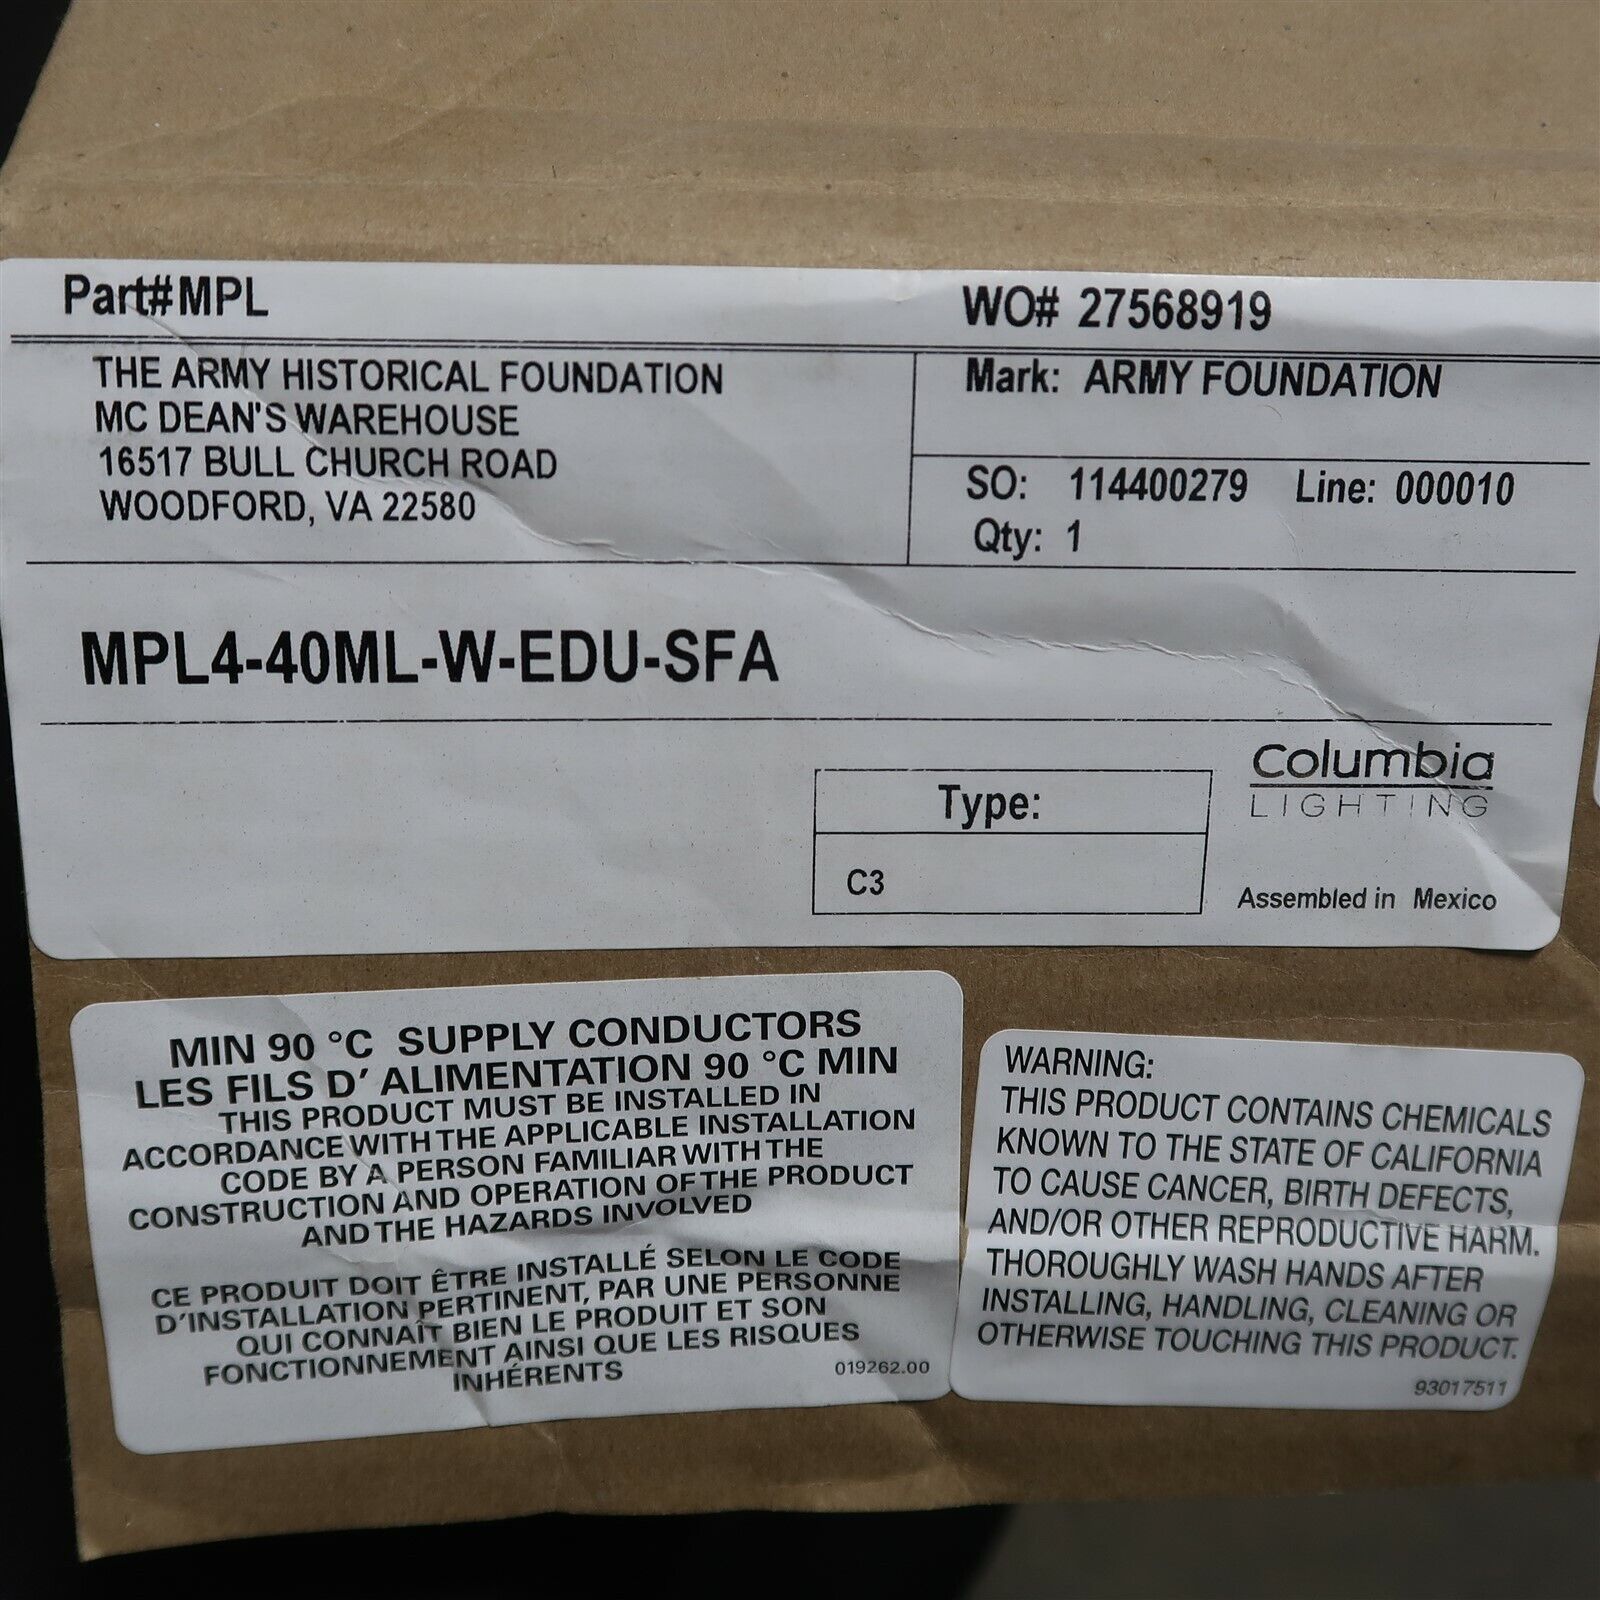 Part#MPL
WO# 27568919
THE ARMY HISTORICAL FOUNDATION
MC DEAN'S WAREHOUSE
16517 BULL CHURCH ROAD
WOODFORD, VA 22580
Mark: ARMY FOUNDATION
SO: 114400279 Line: 000010
Qty: 1
MPL4-40ML-W-EDU-SFA
Type:
C3
Columbia
LIGHTING
Assembled in Mexico
MIN 90 °C SUPPLY CONDUCTORS
LES FILS D' ALIMENTATION 90 °C MIN
THIS PRODUCT MUST BE INSTALLED IN
ACCORDANCE WITH THE APPLICABLE INSTALLATION
CODE BY A PERSON FAMILIAR WITH THE
CONSTRUCTION AND OPERATION OF THE PRODUCT
AND THE HAZARDS INVOLVED
CE PRODUIT DOIT ÊTRE INSTALLÉ SELON LE CODE
D'INSTALLATION PERTINENT, PAR UNE PERSONNE
QUI CONNAÎT BIEN LE PRODUIT ET SON
FONCTIONNEMENT AINSI QUE LES RISQUES
INHÉRENTS
019262.00
WARNING:
THIS PRODUCT CONTAINS CHEMICALS
KNOWN TO THE STATE OF CALIFORNIA
TO CAUSE CANCER, BIRTH DEFECTS,
AND/OR OTHER REPRODUCTIVE HARM.
THOROUGHLY WASH HANDS AFTER
INSTALLING, HANDLING, CLEANING OR
OTHERWISE TOUCHING THIS PRODUCT.
93017511